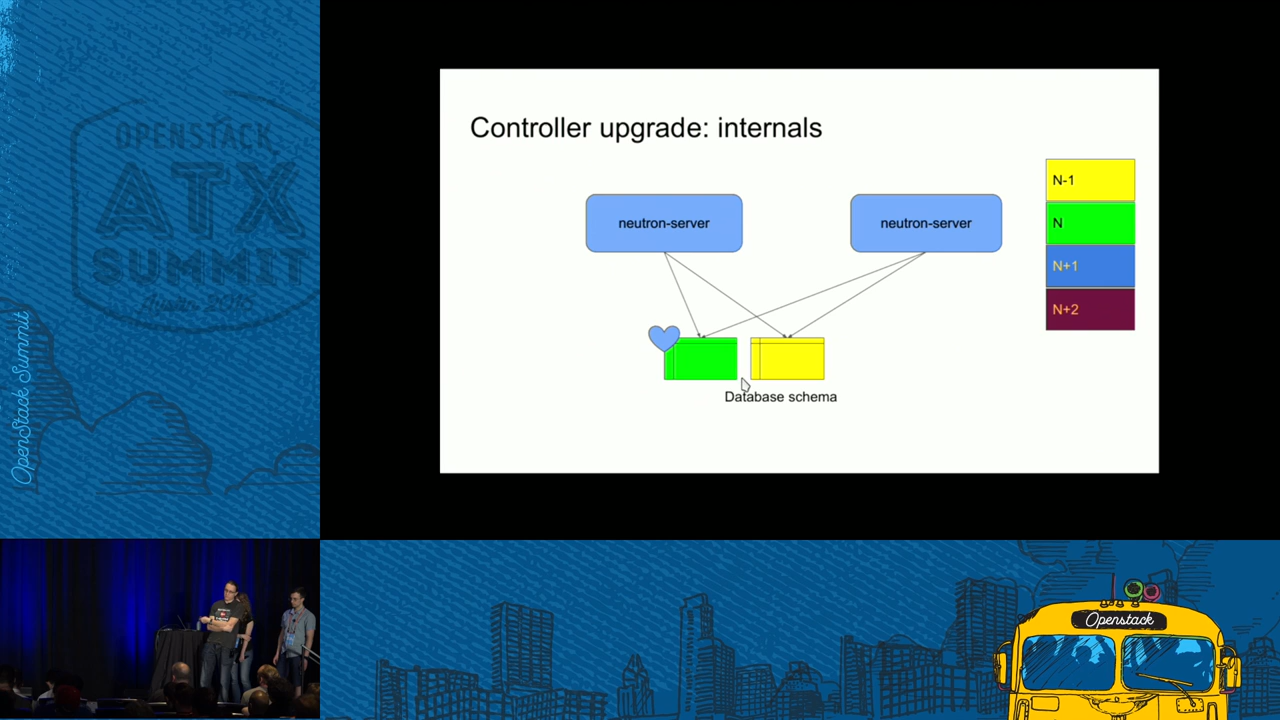 OPENSTACK
ATX
SUMMIT
Austin 2016
OpenStack Summit
Controller upgrade: internals
neutron-server
neutron-server
N-1
N
N+1
N+2
Database schema
Openstack